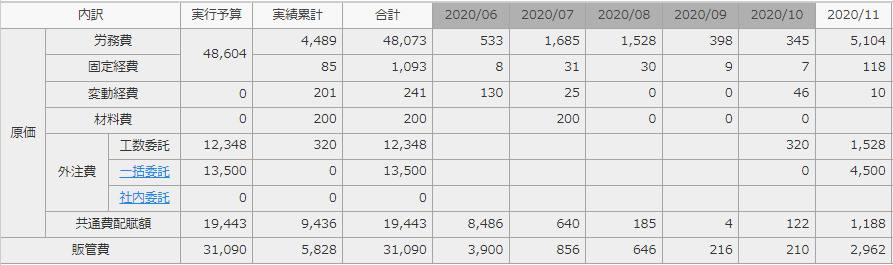 内訳 実行予算 実績累計 合計 2020/06 2020/07 2020/08 2020/09 2020/10 2020/11
原価 労務費 48,604 4,489 48,073 533 1,685 1,528 398 345 5,104
固定経費 85 1,093 8 31 30 9 7 118
変動経費 0 201 241 130 25 0 0 46 10
材料費 0 200 200 200 0 0 0
外注費 工数委託 12,348 320 12,348 320 1,528
一括委託 13,500 0 13,500 0 4,500
社内委託 0 0 0
共通費配賦額 19,443 9,436 19,443 8,486 640 185 4 122 1,188
販管費 31,090 5,828 31,090 3,900 856 646 216 210 2,962